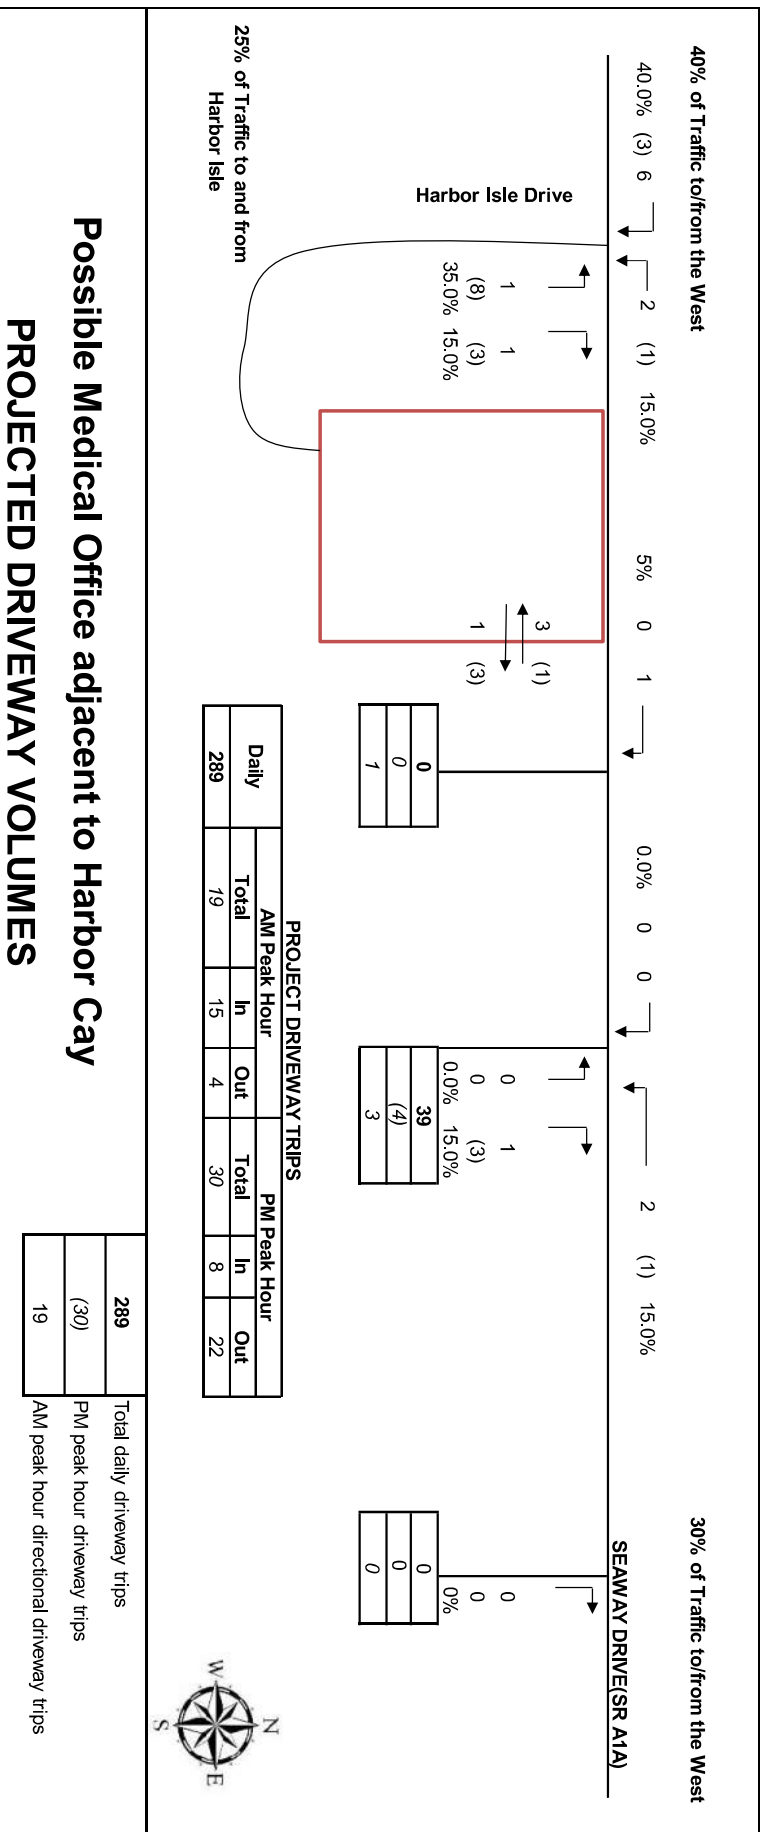 40% of Traffic to/from the West
30% of Traffic to/from the West
40.0% (3) 6
2 (1) 15.0%
5% 0 1
0.0% 0 0
2 (1) 15.0%
SEAWAY DRIVE(SR A1A)
Harbor Isle Drive
1 1
(8) (3)
35.0% 15.0%
3 (1)
1 (3)
0
0
1
0 1
0 (3)
0.0% 15.0%
39
(4)
3
0
0
0%
0
0
0
25% of Traffic to and from
Harbor Isle
PROJECT DRIVEWAY TRIPS
Daily AM Peak Hour PM Peak Hour
Total In Out Total In Out
289 19 15 4 30 8 22
N
W E
S
Possible Medical Office adjacent to Harbor Cay
PROJECTED DRIVEWAY VOLUMES
289 Total daily driveway trips
(30) PM peak hour driveway trips
19 AM peak hour directional driveway trips